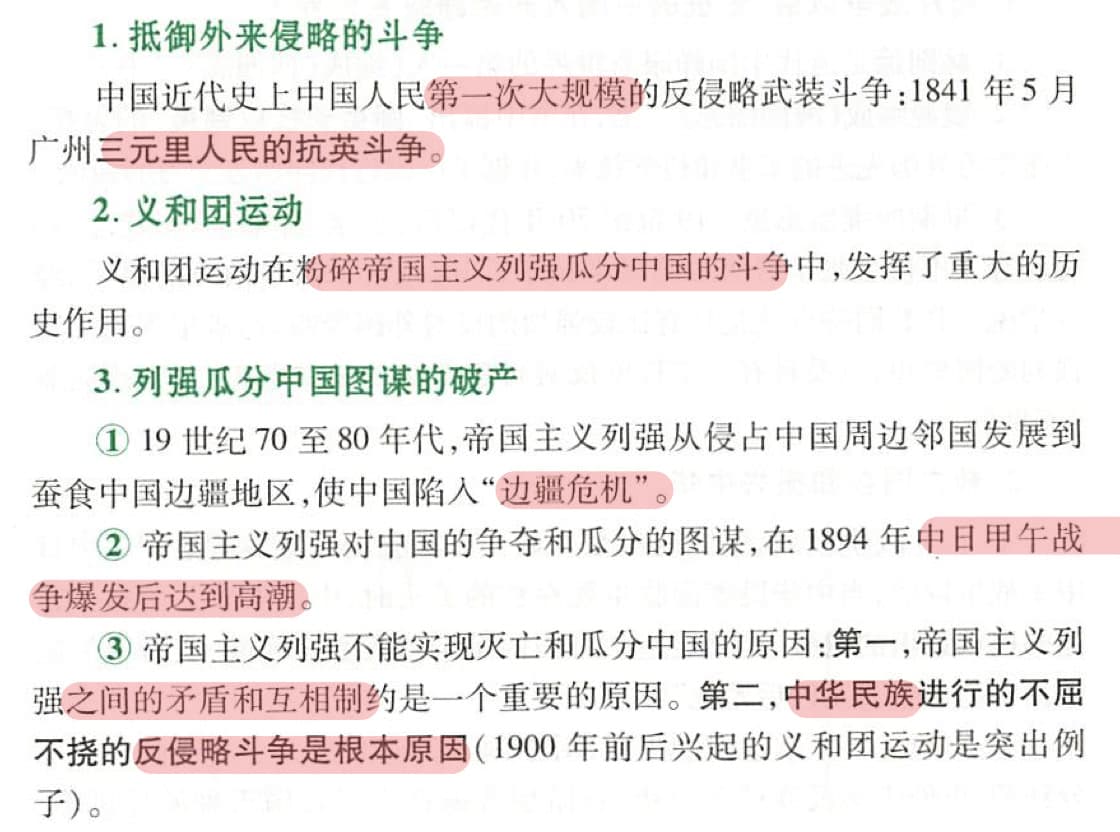 1. 抵御外来侵略的斗争
中国近代史上中国人民第一次大规模的反侵略武装斗争:1841 年 5 月
广州三元里人民的抗英斗争。
2. 义和团运动
义和团运动在粉碎帝国主义列强瓜分中国的斗争中,发挥了重大的历
史作用。
3. 列强瓜分中国图谋的破产
① 19 世纪 70 至 80 年代,帝国主义列强从侵占中国周边邻国发展到
蚕食中国边疆地区,使中国陷入“边疆危机”。
② 帝国主义列强对中国的争夺和瓜分的图谋,在 1894 年中日甲午战
争爆发后达到高潮。
③ 帝国主义列强不能实现灭亡和瓜分中国的原因:第一,帝国主义列
强之间的矛盾和互相制约是一个重要的原因。第二,中华民族进行的不屈
不挠的反侵略斗争是根本原因(1900 年前后兴起的义和团运动是突出例
子)。